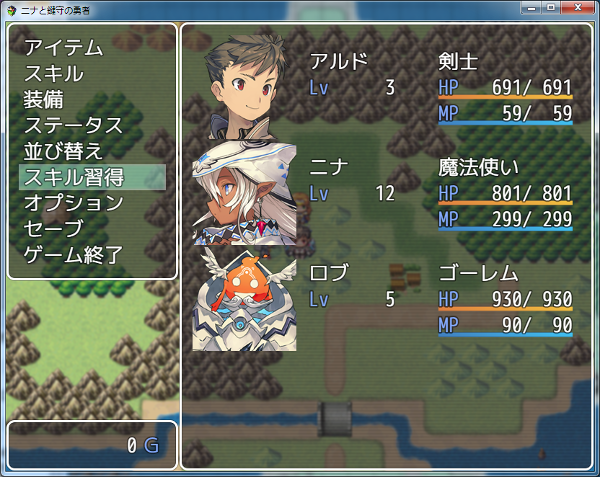 ニナと鍵守の勇者
アイテム
スキル
装備
ステータス
並び替え
スキル習得
オプション
セーブ
ゲーム終了
アルド 剣士
Lv 3 HP 691/ 691
MP 59/ 59
ニナ 魔法使い
Lv 12 HP 801/ 801
MP 299/ 299
ロブ ゴーレム
Lv 5 HP 930/ 930
MP 90/ 90
0 G